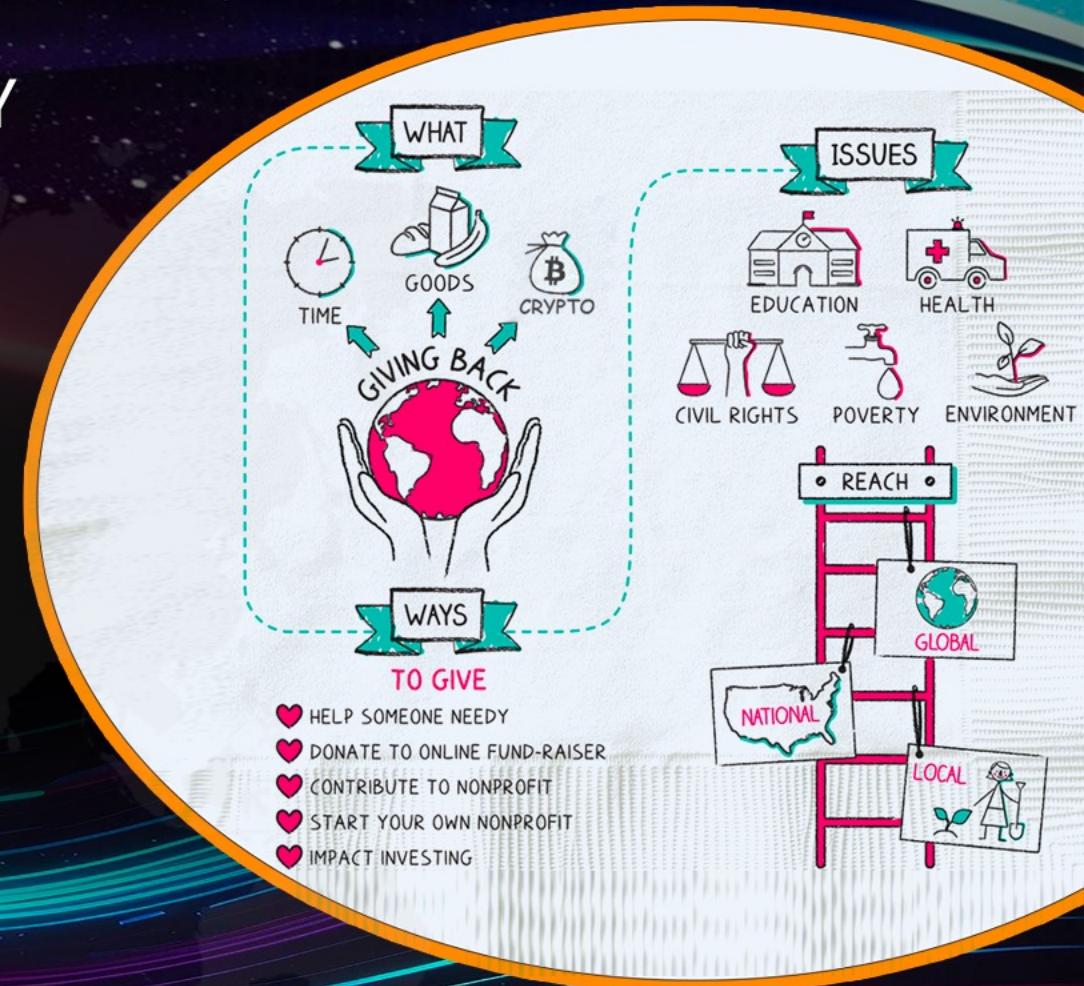 Y
WHAT
TIME
GOODS
CRYPTO
GIVING BACK
WAYS
TO GIVE
HELP SOMEONE NEEDY
DONATE TO ONLINE FUND-RAISER
CONTRIBUTE TO NONPROFIT
START YOUR OWN NONPROFIT
IMPACT INVESTING
ISSUES
EDUCATION
HEALTH
CIVIL RIGHTS
POVERTY
ENVIRONMENT
REACH
GLOBAL
NATIONAL
LOCAL